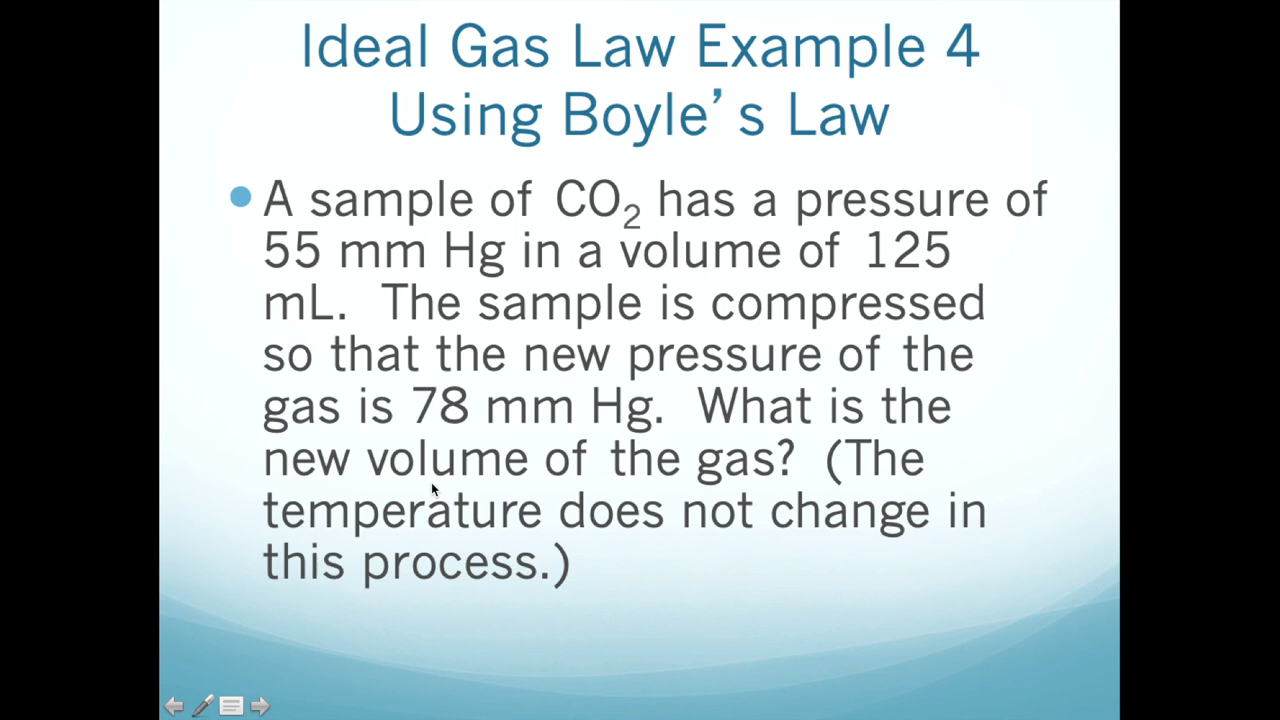 Ideal Gas Law Example 4
Using Boyle’s Law
• A sample of CO₂ has a pressure of
55 mm Hg in a volume of 125
mL.  The sample is compressed
so that the new pressure of the
gas is 78 mm Hg.  What is the
new volume of the gas?  (The
temperature does not change in
this process.)